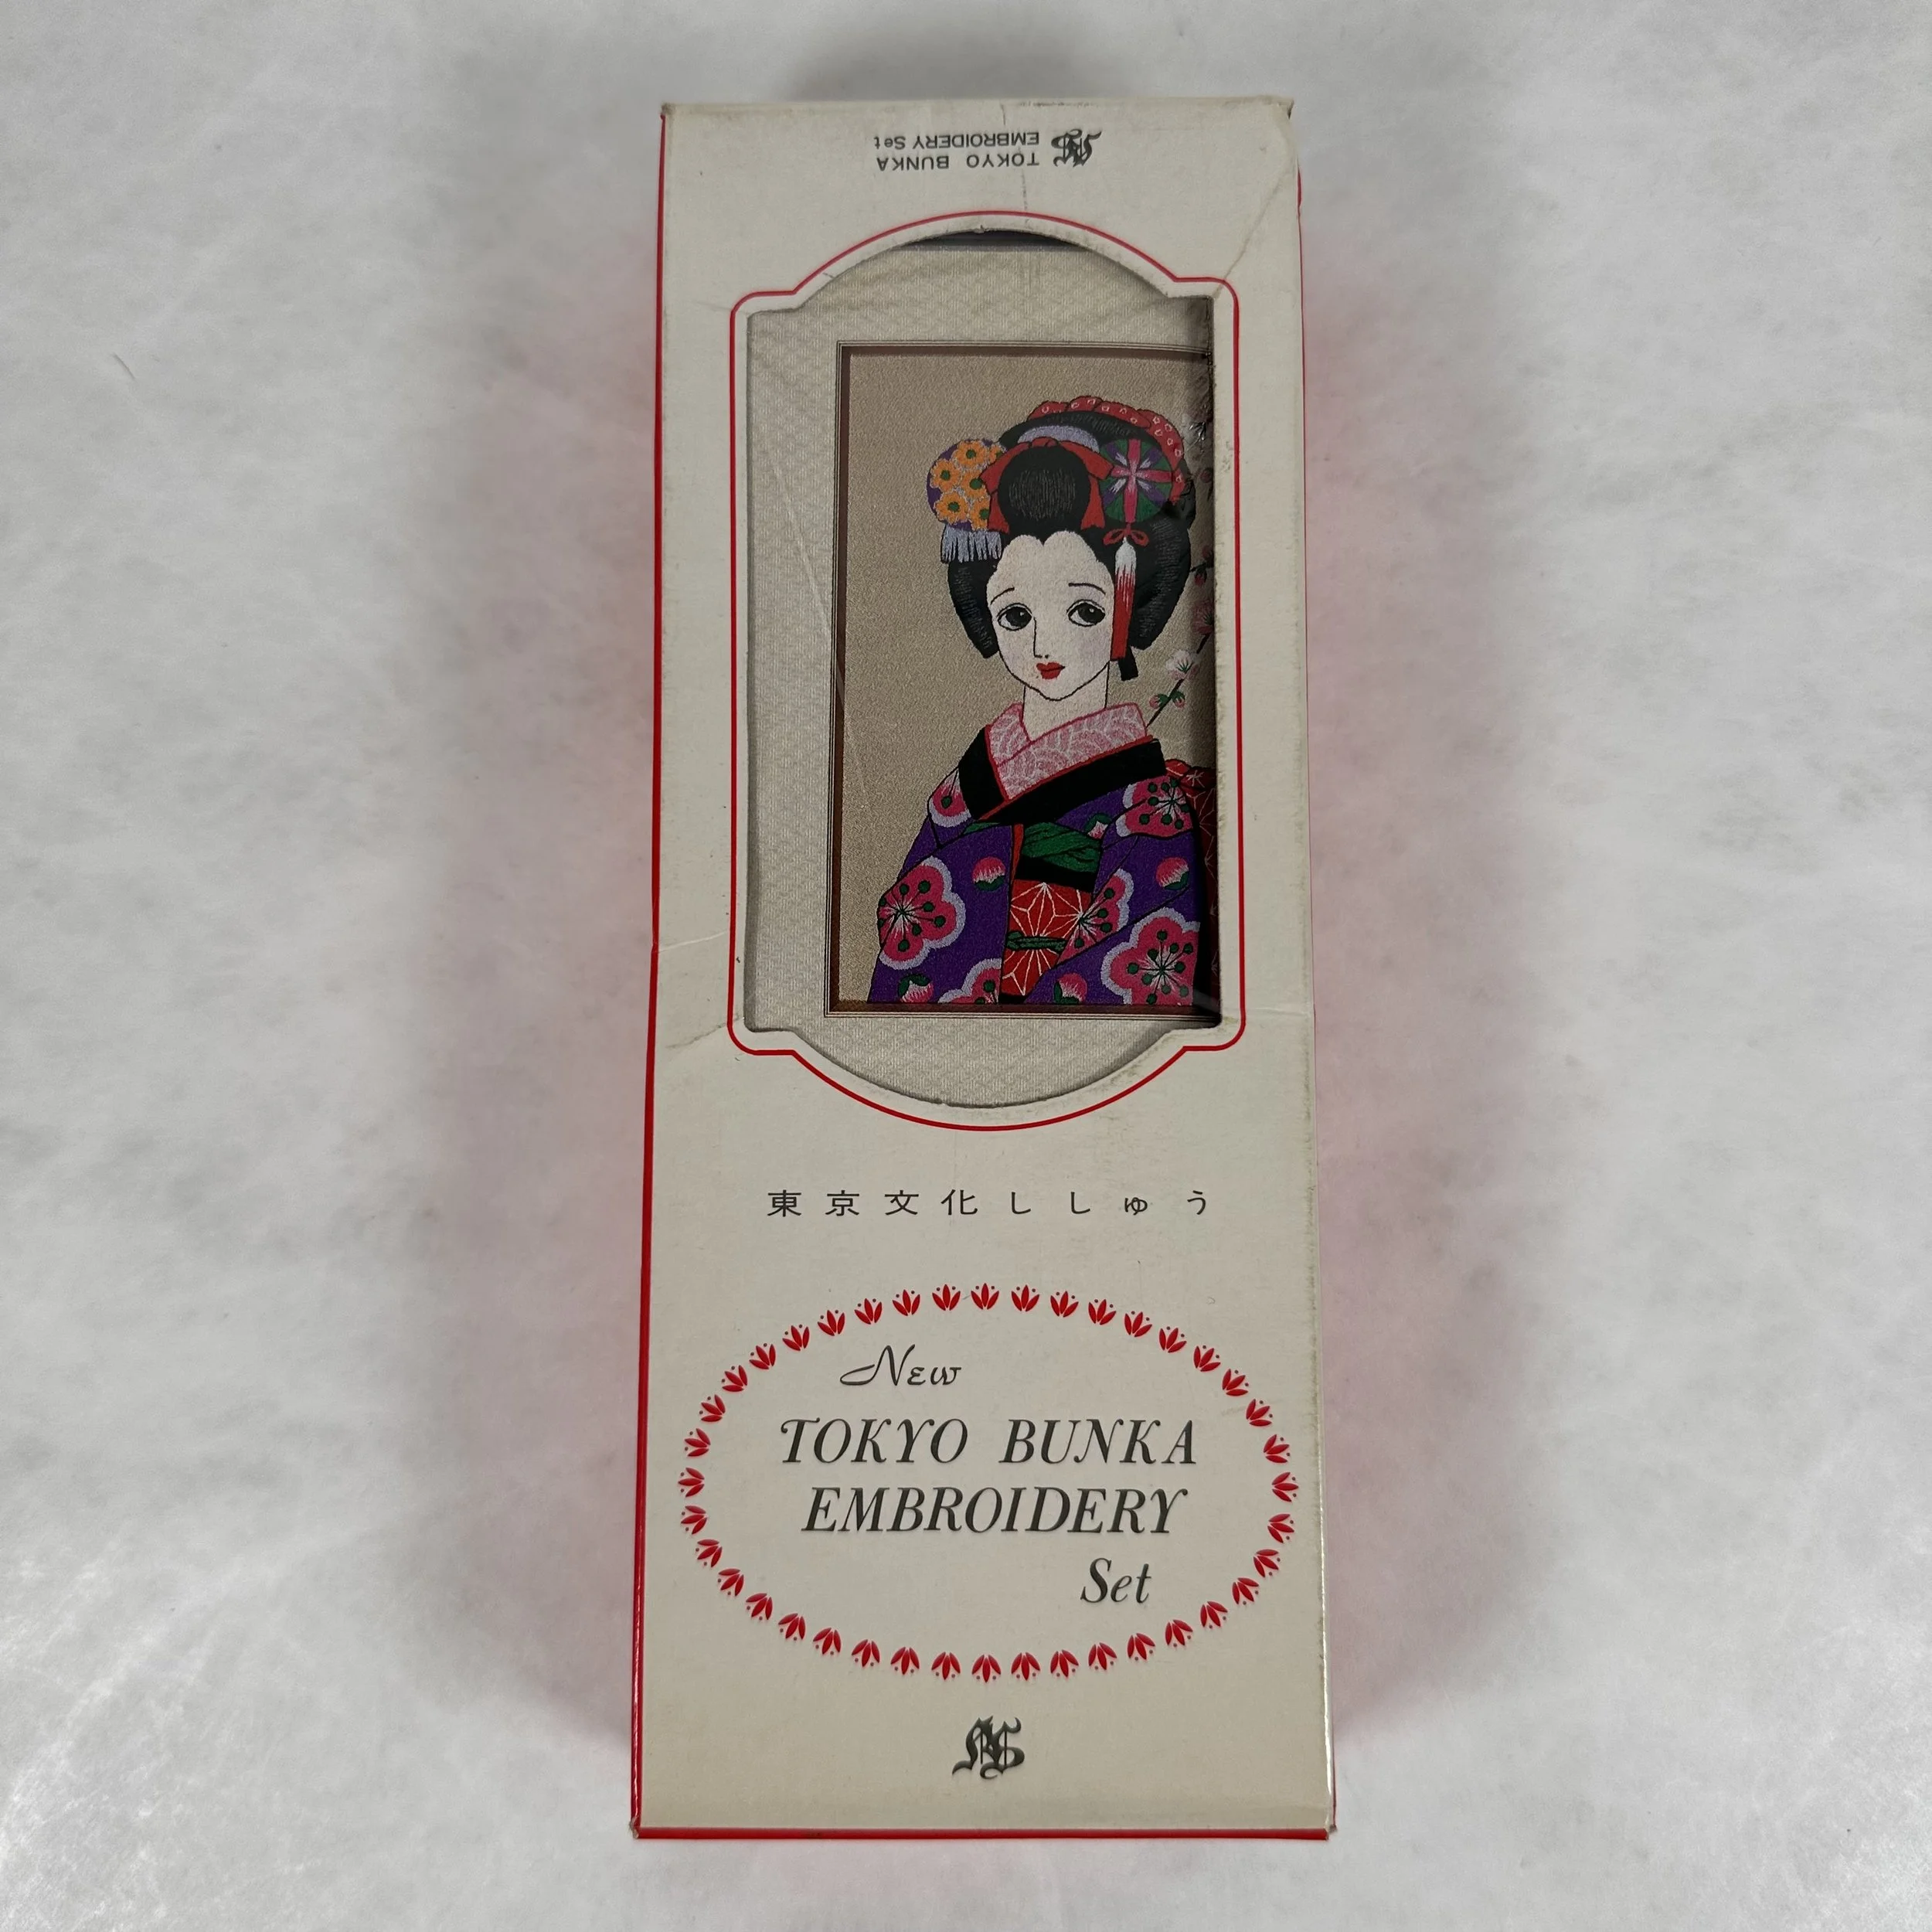 TOKYO BUNKA
EMBROIDERY Set
東京文化ししゅう
New
TOKYO BUNKA
EMBROIDERY
Set